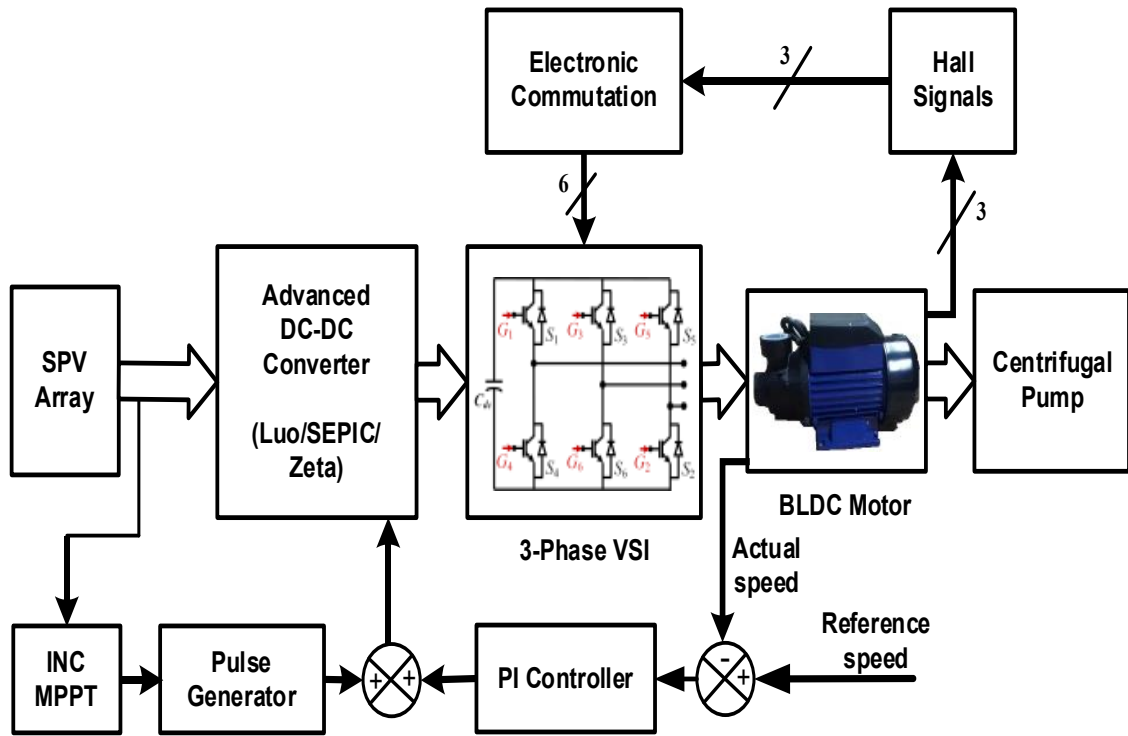 Electronic
Commutation
3
Hall
Signals
6
3
SPV
Array
Advanced
DC-DC
Converter
(Luo/SEPIC/
Zeta)
G1
S1
G3
S3
G5
S5
Cdc
G4
S4
G6
S6
G2
S2
3-Phase VSI
BLDC Motor
Centrifugal
Pump
Actual
speed
Reference
speed
INC
MPPT
Pulse
Generator
+
+
PI Controller
-
+